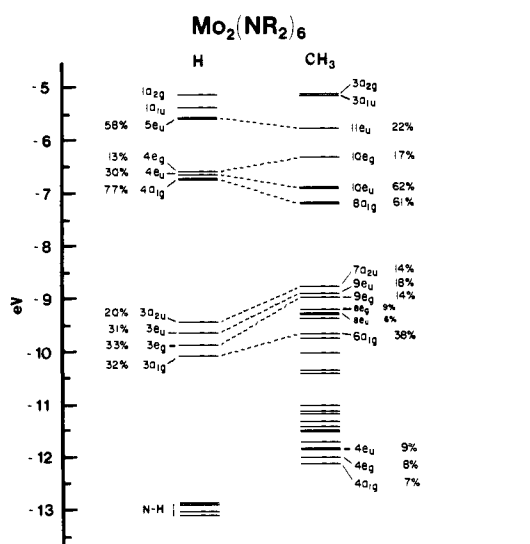 Mo2(NR2)6
H CH3
eV
-5
-6
-7
-8
-9
-10
-11
-12
-13
1a2g
1a1u
58% 5eu
13% 4eg
30% 4eu
77% 4a1g
20% 3a2u
31% 3eu
33% 3eg
32% 3a1g
N-H
3a2g
3a1u
11eu 22%
10eg 17%
10eu 62%
8a1g 61%
7a2u 14%
9eu 18%
9eg 14%
8eg 9%
8eu 6%
6a1g 38%
4eu 9%
4eg 8%
4a1g 7%